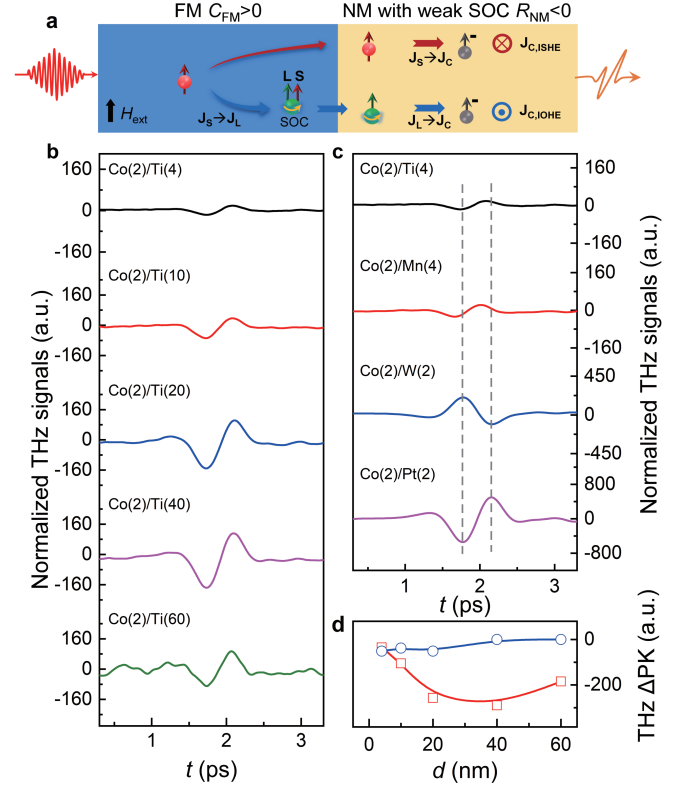 FM C_FM>0 NM with weak SOC R_NM<0
a
J_S→J_C
-
J_C,ISHE
L S
H_ext
J_S→J_L
SOC
J_L→J_C
-
J_C,IOHE
b
Co(2)/Ti(4)
160
0
-160
Co(2)/Ti(10)
160
0
-160
Co(2)/Ti(20)
160
0
-160
Co(2)/Ti(40)
160
0
-160
Co(2)/Ti(60)
160
0
-160
1 2 3
t (ps)
Normalized THz signals (a.u.)
c
Co(2)/Ti(4)
160
0
-160
Co(2)/Mn(4)
160
0
-160
Co(2)/W(2)
450
0
-450
Co(2)/Pt(2)
800
0
-800
1 2 3
t (ps)
Normalized THz signals (a.u.)
d
0
-200
0 20 40 60
d (nm)
THz ΔPK (a.u.)